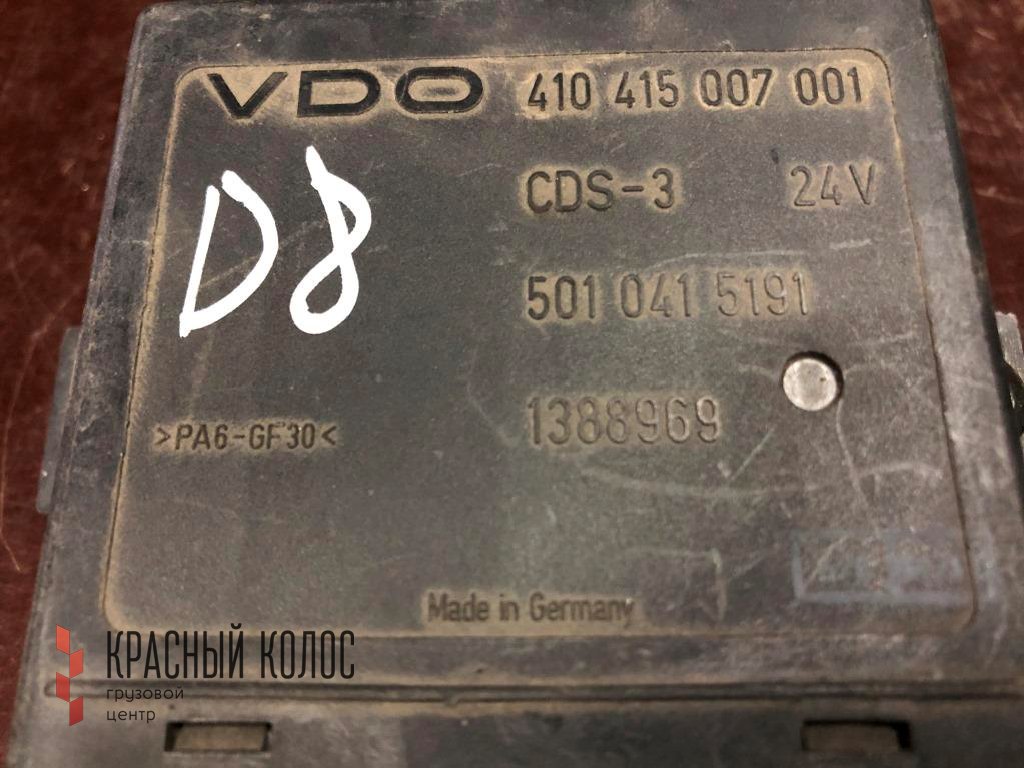 VDO 410 415 007 001
D8
CDS-3 24V
501 041 5191
1388969
>PA6-GF30<
Made in Germany
КРАСНЫЙ КОЛОС
грузовой
центр